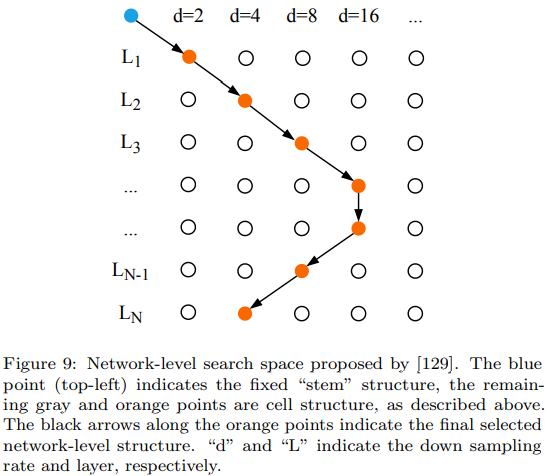 d=2 d=4 d=8 d=16 ...
L1
L2
L3
...
...
LN-1
LN
Figure 9: Network-level search space proposed by [129]. The blue
point (top-left) indicates the fixed “stem” structure, the remain-
ing gray and orange points are cell structure, as described above.
The black arrows along the orange points indicate the final selected
network-level structure. “d” and “L” indicate the down sampling
rate and layer, respectively.